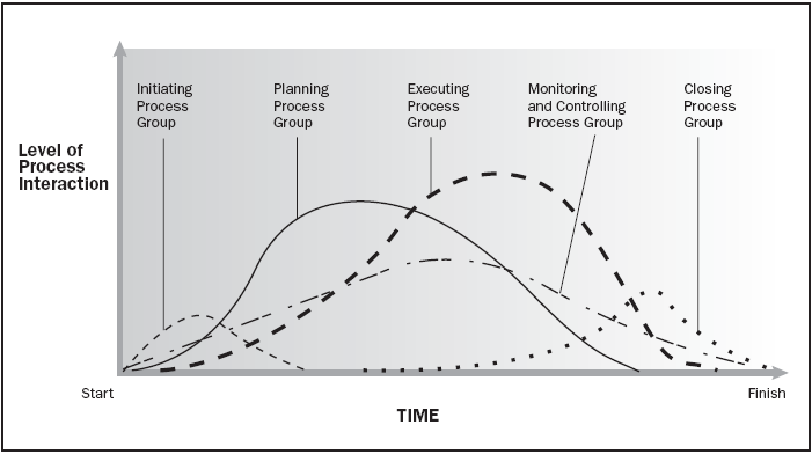 Initiating
Process
Group
Planning
Process
Group
Executing
Process
Group
Monitoring
and Controlling
Process Group
Closing
Process
Group
Level of
Process
Interaction
Start
Finish
TIME